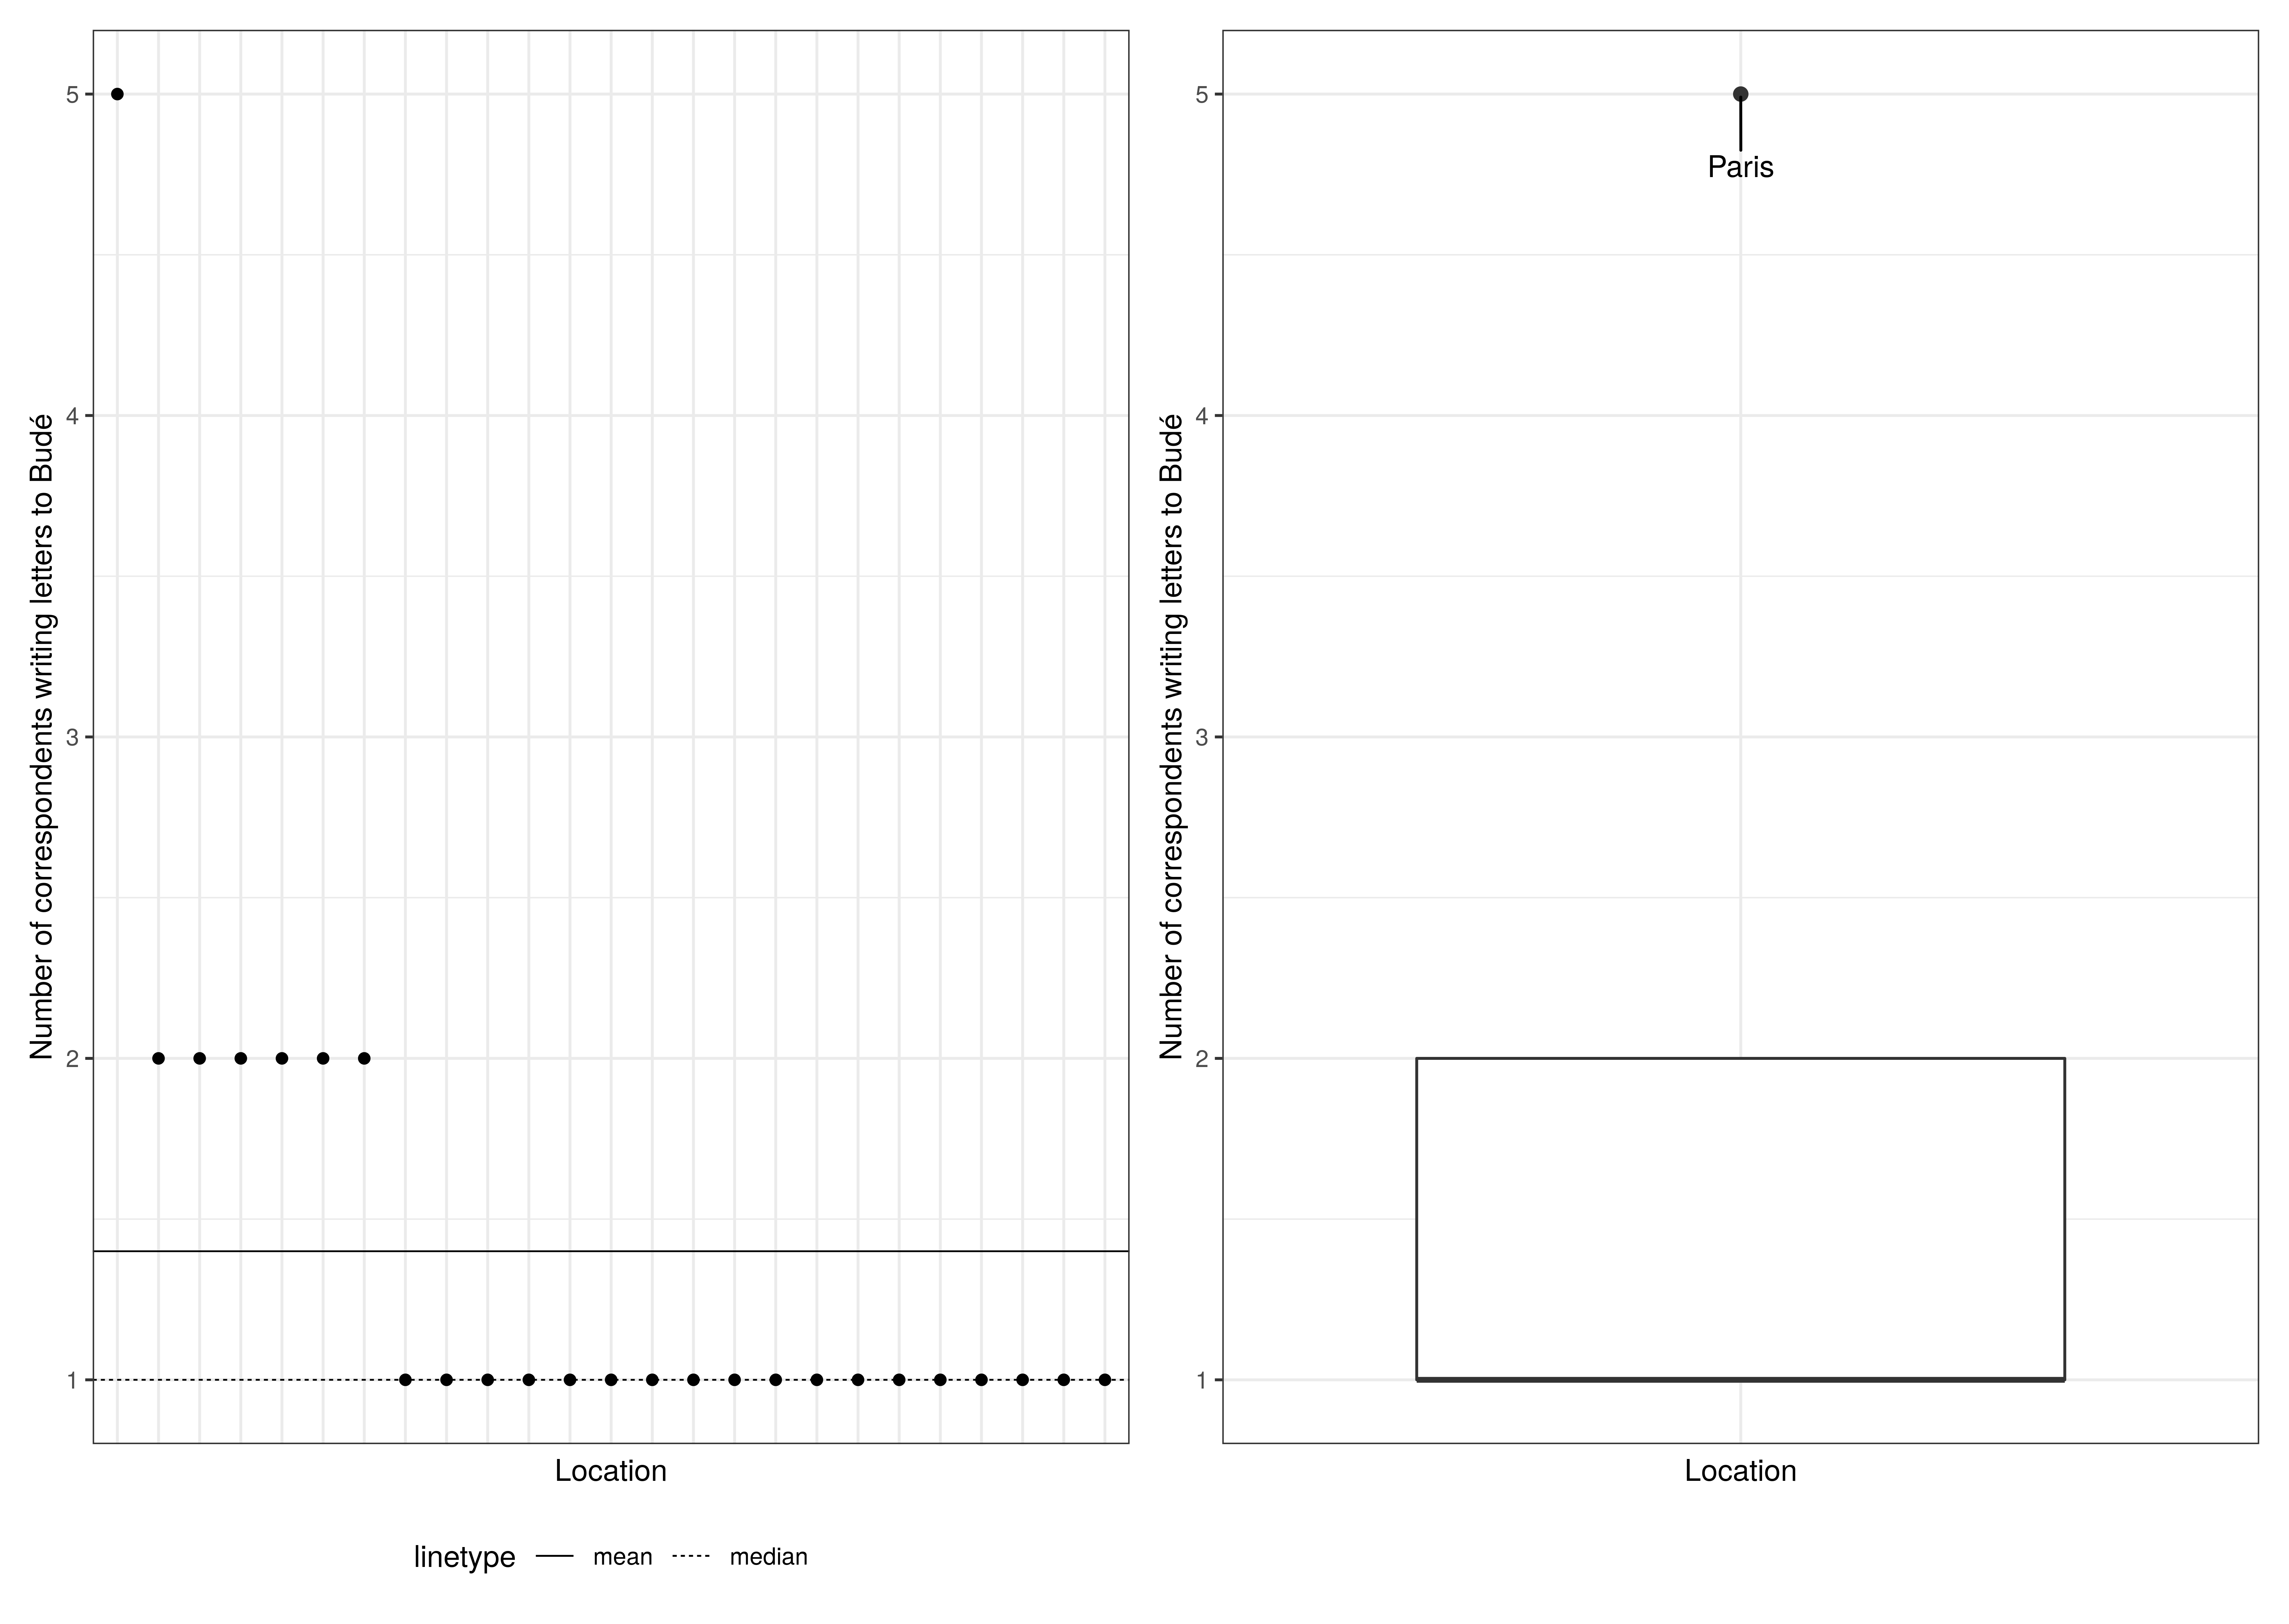 Number of correspondents writing letters to Budé
5
4
3
2
1
Location
linetype mean median
Number of correspondents writing letters to Budé
5
4
3
2
1
Paris
Location